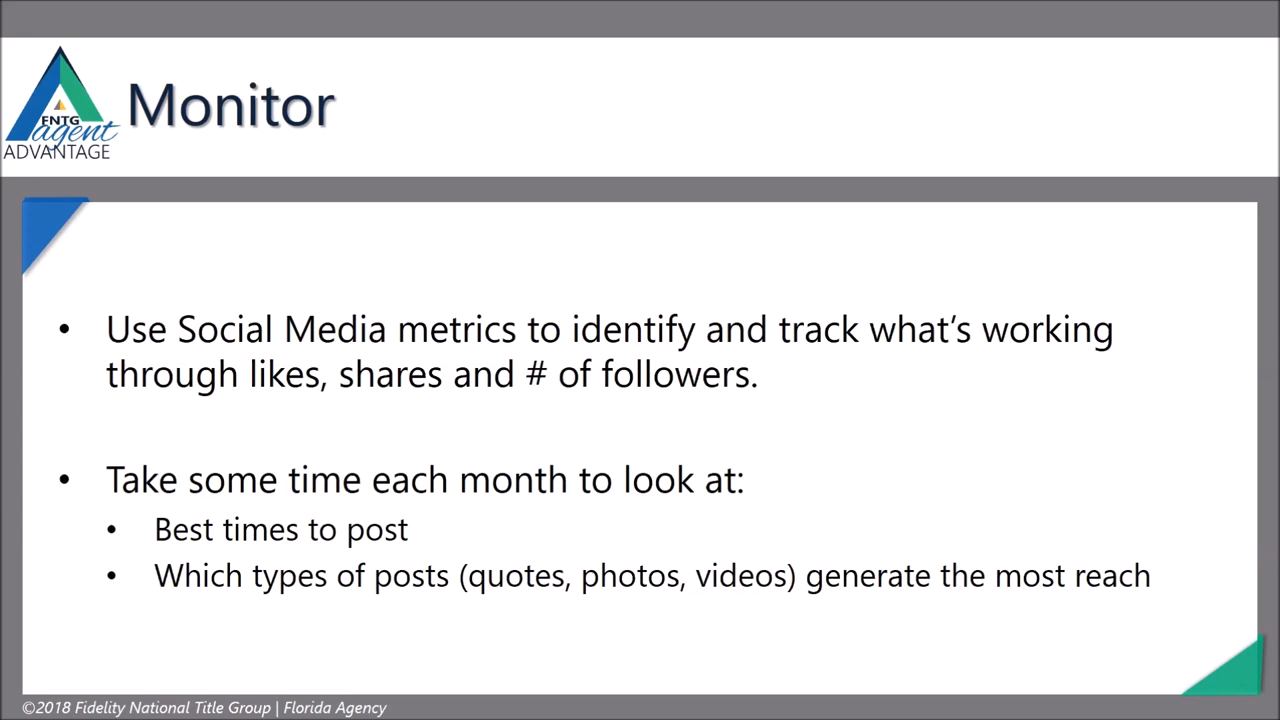 Monitor
FNTG
agent
ADVANTAGE
• Use Social Media metrics to identify and track what's working
through likes, shares and # of followers.
• Take some time each month to look at:
• Best times to post
• Which types of posts (quotes, photos, videos) generate the most reach
©2018 Fidelity National Title Group | Florida Agency